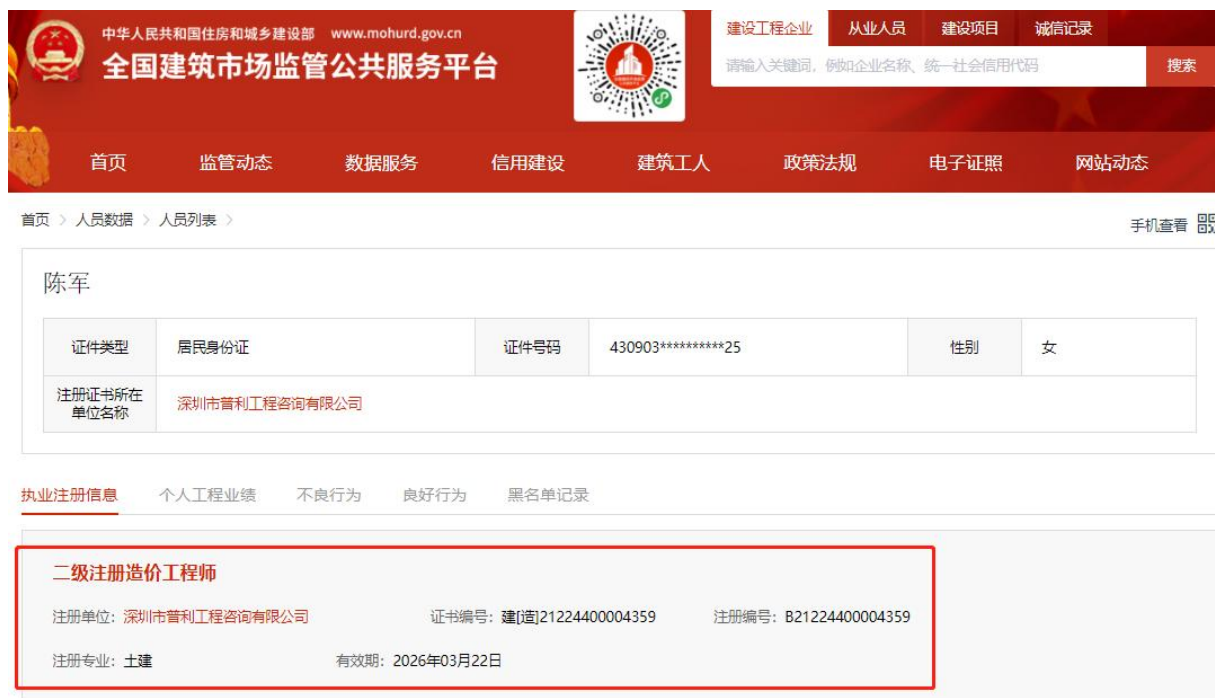 中华人民共和国住房和城乡建设部 www.mohurd.gov.cn
全国建筑市场监管公共服务平台
建设工程企业 从业人员 建设项目 诚信记录
请输入关键词，例如企业名称、统一社会信用代码 搜索
首页 监管动态 数据服务 信用建设 建筑工人 政策法规 电子证照 网站动态
首页 > 人员数据 > 人员列表 >
手机查看
陈军
证件类型 居民身份证 证件号码 430903**********25 性别 女
注册证书所在
单位名称
深圳市普利工程咨询有限公司
执业注册信息 个人工程业绩 不良行为 良好行为 黑名单记录
二级注册造价工程师
注册单位：深圳市普利工程咨询有限公司 证书编号：建[造]21224400004359 注册编号：B21224400004359
注册专业：土建 有效期：2026年03月22日